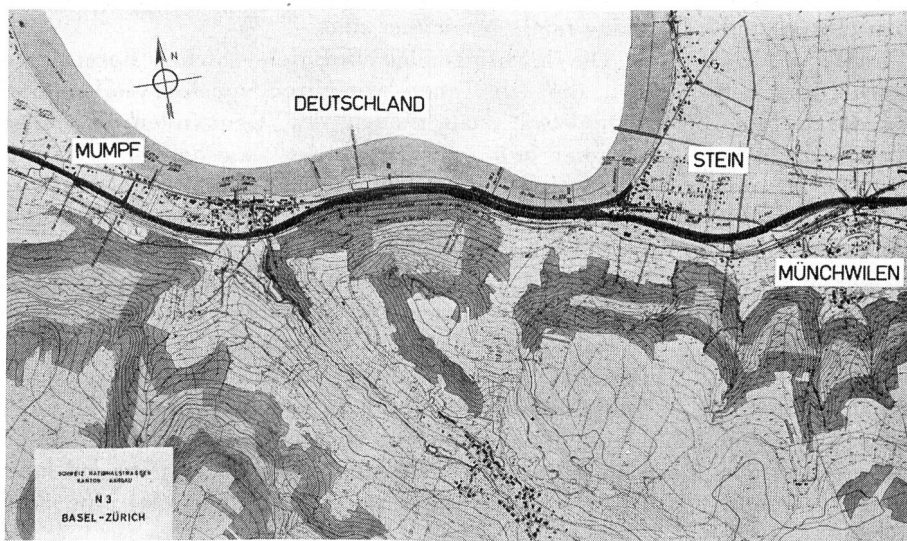 N
DEUTSCHLAND
MUMPF
STEIN
MÜNCHWILEN
SCHWEIZ NATIONALSTRASSEN
KANTON AARGAU
N 3
BASEL-ZÜRICH